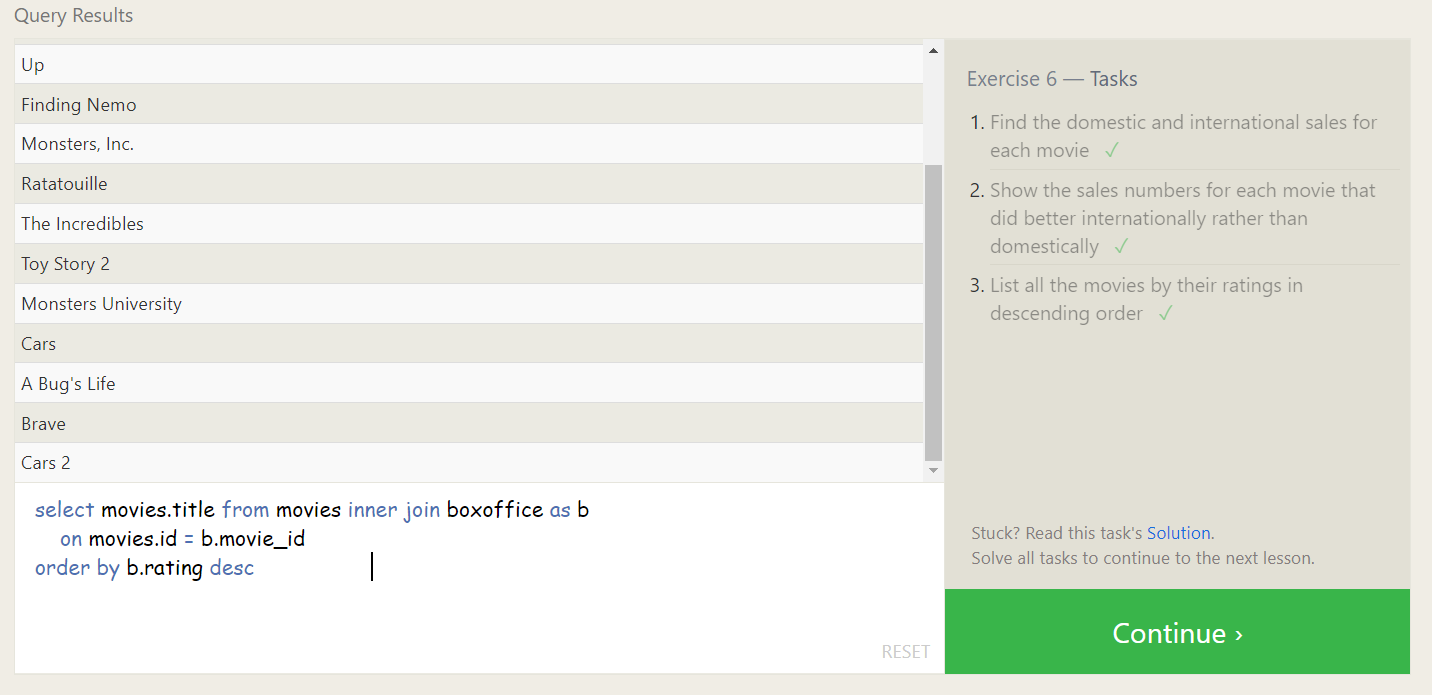 Query Results
Up
Finding Nemo
Monsters, Inc.
Ratatouille
The Incredibles
Toy Story 2
Monsters University
Cars
A Bug's Life
Brave
Cars 2
select movies.title from movies inner join boxoffice as b
on movies.id = b.movie_id
order by b.rating desc
RESET
Exercise 6 — Tasks
1. Find the domestic and international sales for
each movie ✓
2. Show the sales numbers for each movie that
did better internationally rather than
domestically ✓
3. List all the movies by their ratings in
descending order ✓
Stuck? Read this task's Solution.
Solve all tasks to continue to the next lesson.
Continue ›